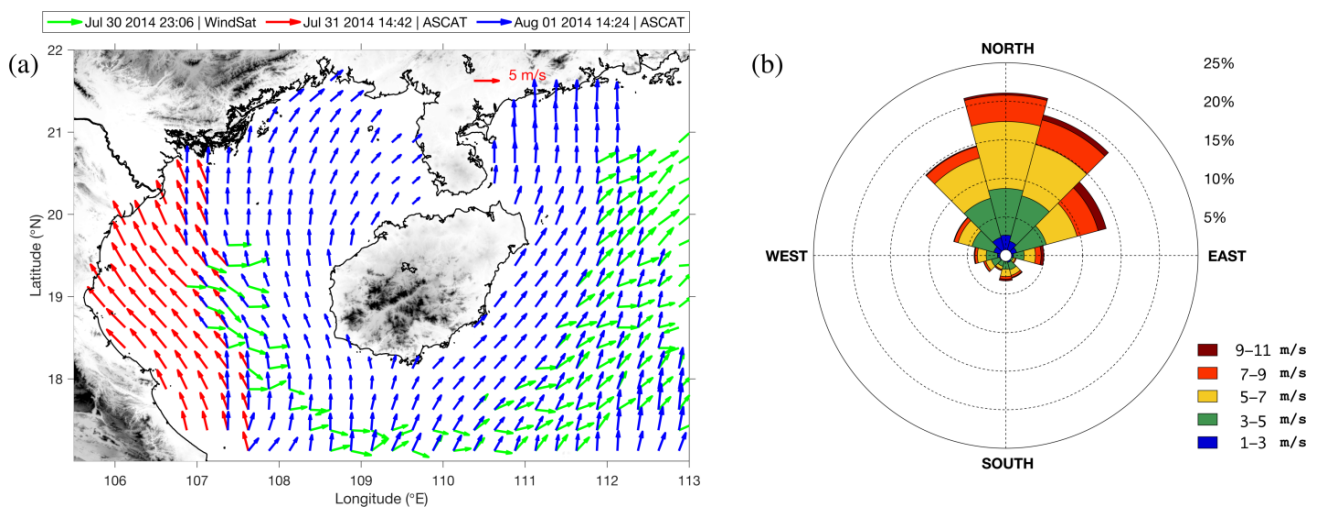 Jul 30 2014 23:06 | WindSat
Jul 31 2014 14:42 | ASCAT
Aug 01 2014 14:24 | ASCAT
(a)
22
21
20
19
18
Latitude (°N)
5 m/s
106
107
108
109
110
111
112
113
Longitude (°E)
(b)
NORTH
25%
20%
15%
10%
5%
WEST
EAST
SOUTH
9–11 m/s
7–9 m/s
5–7 m/s
3–5 m/s
1–3 m/s